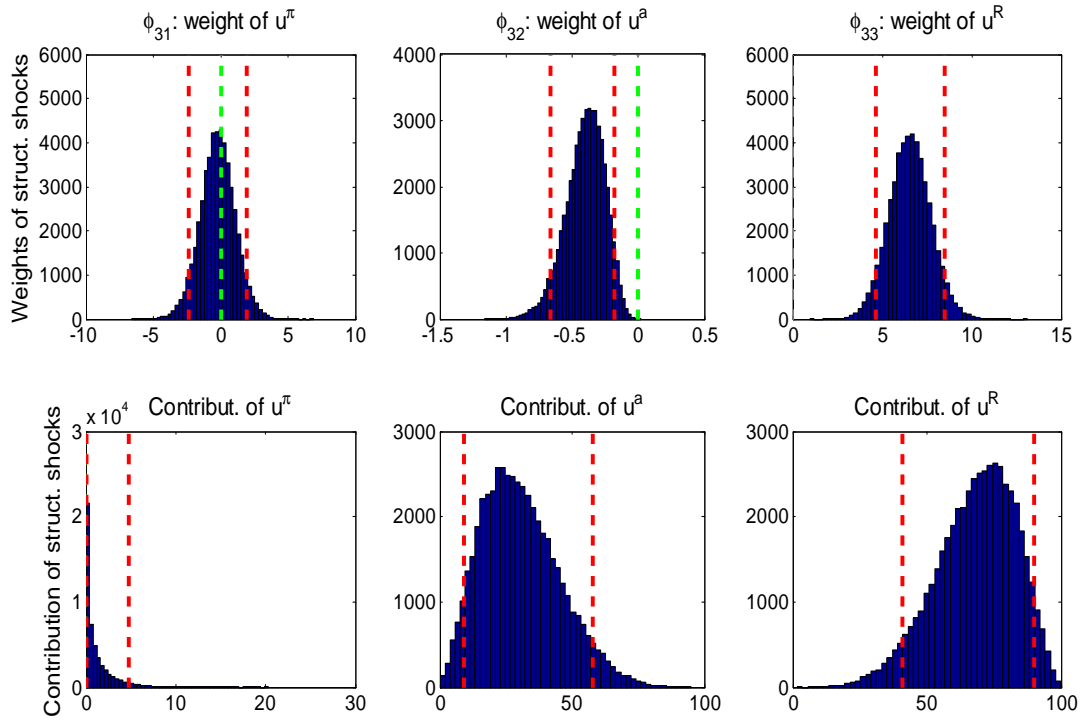 ϕ31: weight of uπ
ϕ32: weight of ua
ϕ33: weight of uR
Weights of struct. shocks
6000
5000
4000
3000
2000
1000
0
-10 -5 0 5 10
4000
3000
2000
1000
0
-1.5 -1 -0.5 0 0.5
6000
5000
4000
3000
2000
1000
0
0 5 10 15
Contribut. of uπ
Contribut. of ua
Contribut. of uR
Contribution of struct. shocks
x 10^4
3
2
1
0
0 10 20 30
3000
2000
1000
0
0 50 100
3000
2000
1000
0
0 50 100